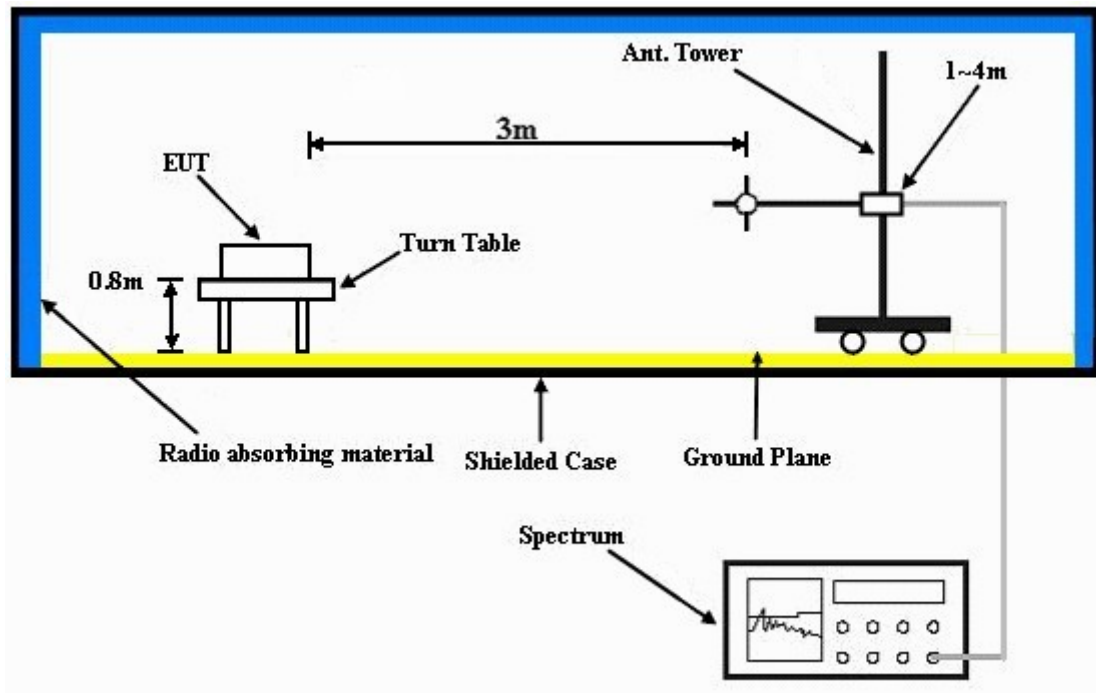 Ant. Tower
1~4m
3m
EUT
Turn Table
0.8m
Radio absorbing material
Shielded Case
Ground Plane
Spectrum